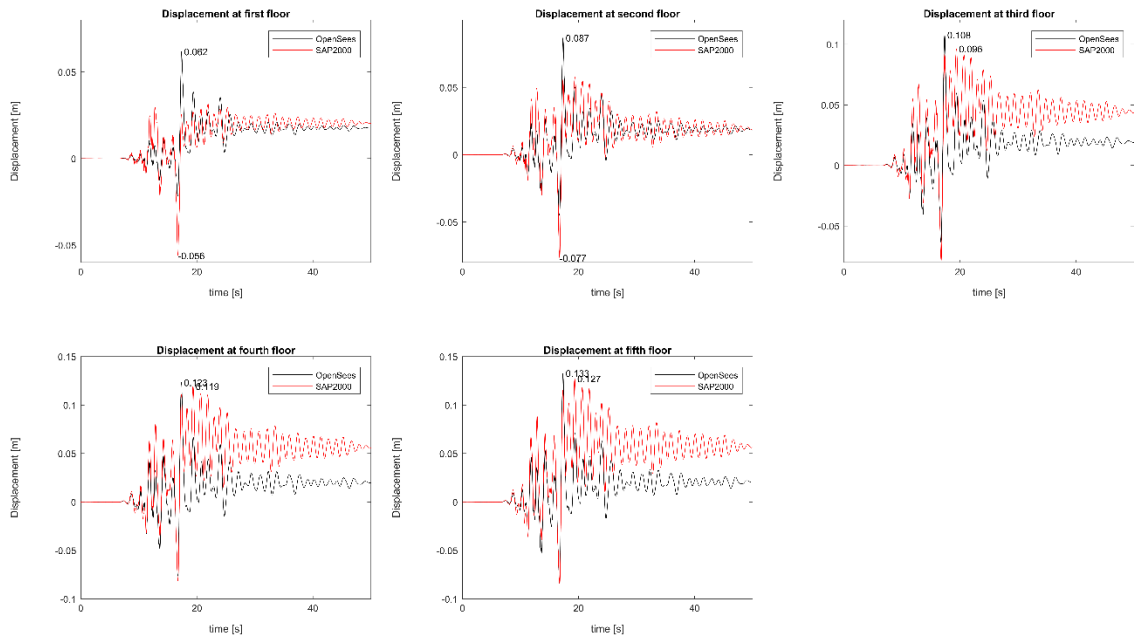 Displacement at first floor
OpenSees
SAP2000
0.062
-0.056
0.05
0
-0.05
Displacement [m]
0
20
40
time [s]
Displacement at second floor
OpenSees
SAP2000
0.087
-0.077
0.05
0
-0.05
Displacement [m]
0
20
40
time [s]
Displacement at third floor
OpenSees
SAP2000
0.108
0.096
0.1
0.05
0
-0.05
Displacement [m]
0
20
40
time [s]
Displacement at fourth floor
OpenSees
SAP2000
0.123
0.119
0.15
0.1
0.05
0
-0.05
-0.1
Displacement [m]
0
20
40
time [s]
Displacement at fifth floor
OpenSees
SAP2000
0.133
0.127
0.15
0.1
0.05
0
-0.05
-0.1
Displacement [m]
0
20
40
time [s]